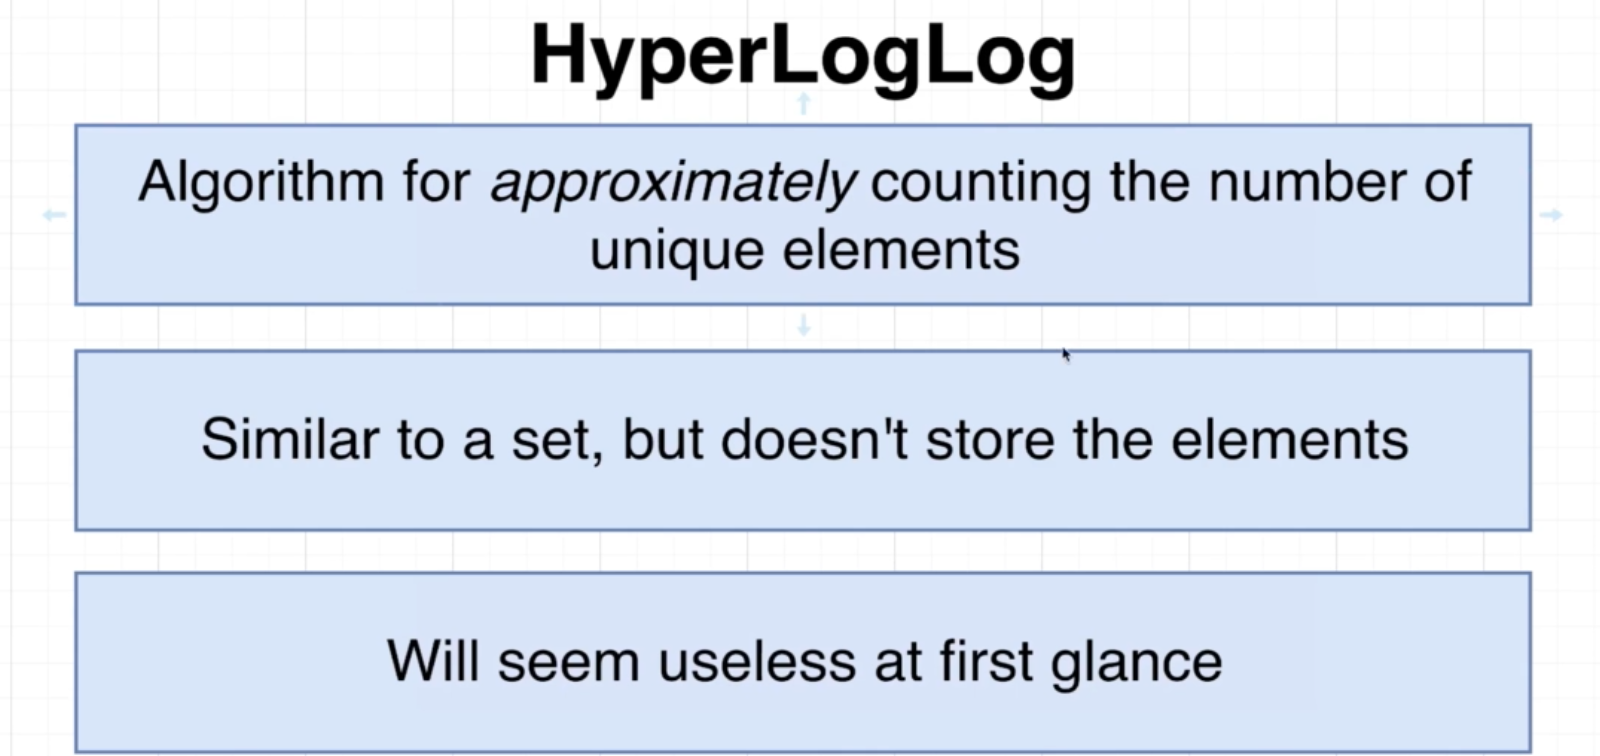 HyperLogLog
Algorithm for approximately counting the number of
unique elements
Similar to a set, but doesn't store the elements
Will seem useless at first glance